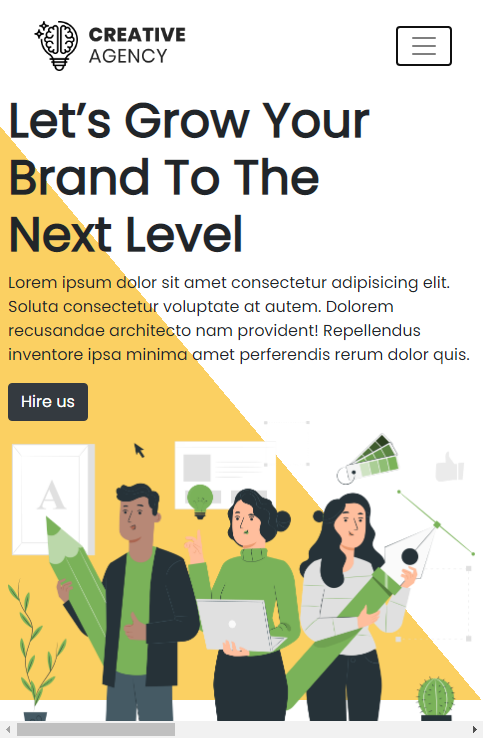 CREATIVE
AGENCY
Let’s Grow Your
Brand To The
Next Level
Lorem ipsum dolor sit amet consectetur adipisicing elit.
Soluta consectetur voluptate at autem. Dolorem
recusandae architecto nam provident! Repellendus
inventore ipsa minima amet perferendis rerum dolor quis.
Hire us
A